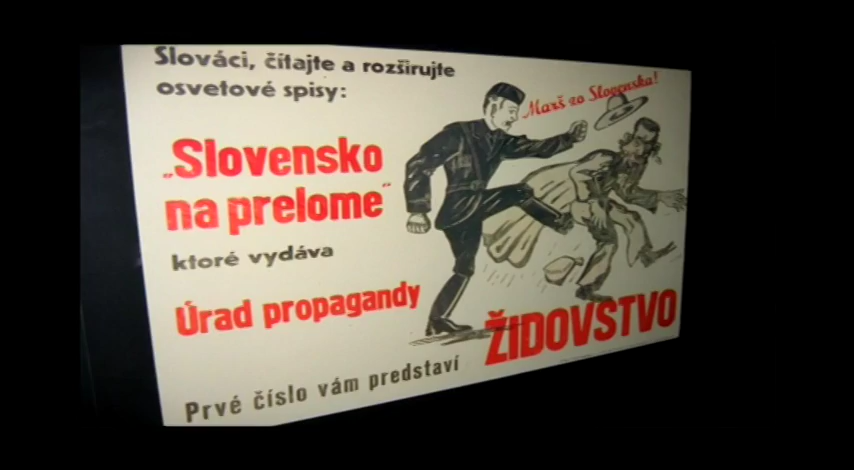 Slováci, čítajte a rozširujte
osvetové spisy:
Marš zo Slovenska!
„Slovensko
na prelome"
ktoré vydáva
Úrad propagandy
Prvé číslo vám predstaví
ŽIDOVSTVO